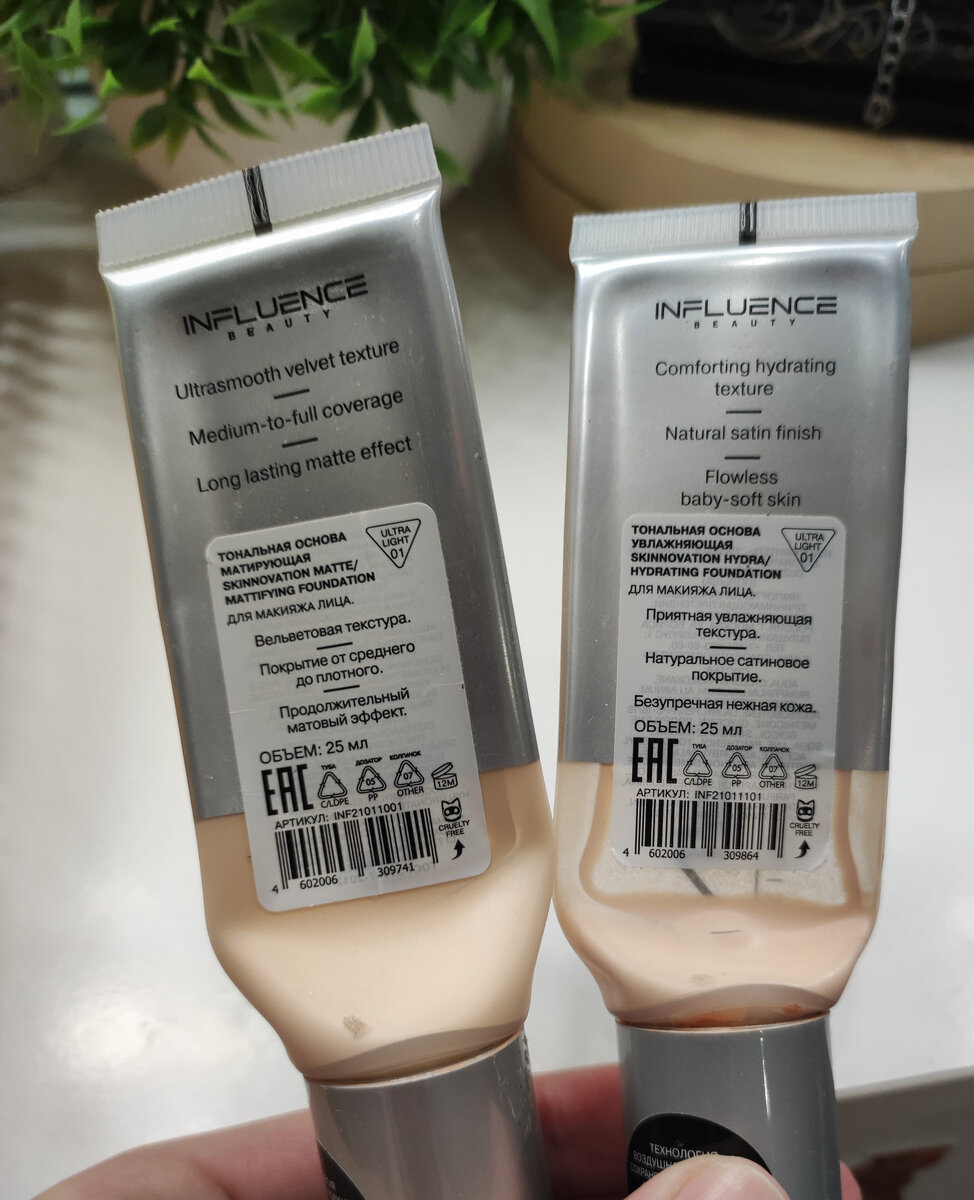 INFLUENCE
BEAUTY
Ultrasmooth velvet texture
Medium-to-full coverage
Long lasting matte effect
ТОНАЛЬНАЯ ОСНОВА
МАТИРУЮЩАЯ
SKINNOVATION MATTE/
MATTIFYING FOUNDATION
ДЛЯ МАКИЯЖА ЛИЦА.
ULTRA
LIGHT
01
Вельветовая текстура.
Покрытие от среднего
до плотного.
Продолжительный
матовый эффект.
ОБЪЕМ: 25 мл
EAC
ТУБА
C/LDPE
ДОЗАТОР
05
PP
КОЛПАЧОК
07
OTHER
12M
АРТИКУЛ: INF21011001
CRUELTY
FREE
4 602006 309741
INFLUENCE
BEAUTY
Comforting hydrating
texture
Natural satin finish
Flowless
baby-soft skin
ТОНАЛЬНАЯ ОСНОВА
УВЛАЖНЯЮЩАЯ
SKINNOVATION HYDRA/
HYDRATING FOUNDATION
ДЛЯ МАКИЯЖА ЛИЦА.
ULTRA
LIGHT
01
Приятная увлажняющая
текстура.
Натуральное сатиновое
покрытие.
Безупречная нежная кожа.
ОБЪЕМ: 25 мл
EAC
ТУБА
C/LDPE
ДОЗАТОР
05
PP
КОЛПАЧОК
07
OTHER
12M
АРТИКУЛ: INF21011101
CRUELTY
FREE
4 602006 309864
ТЕХНОЛОГИЯ